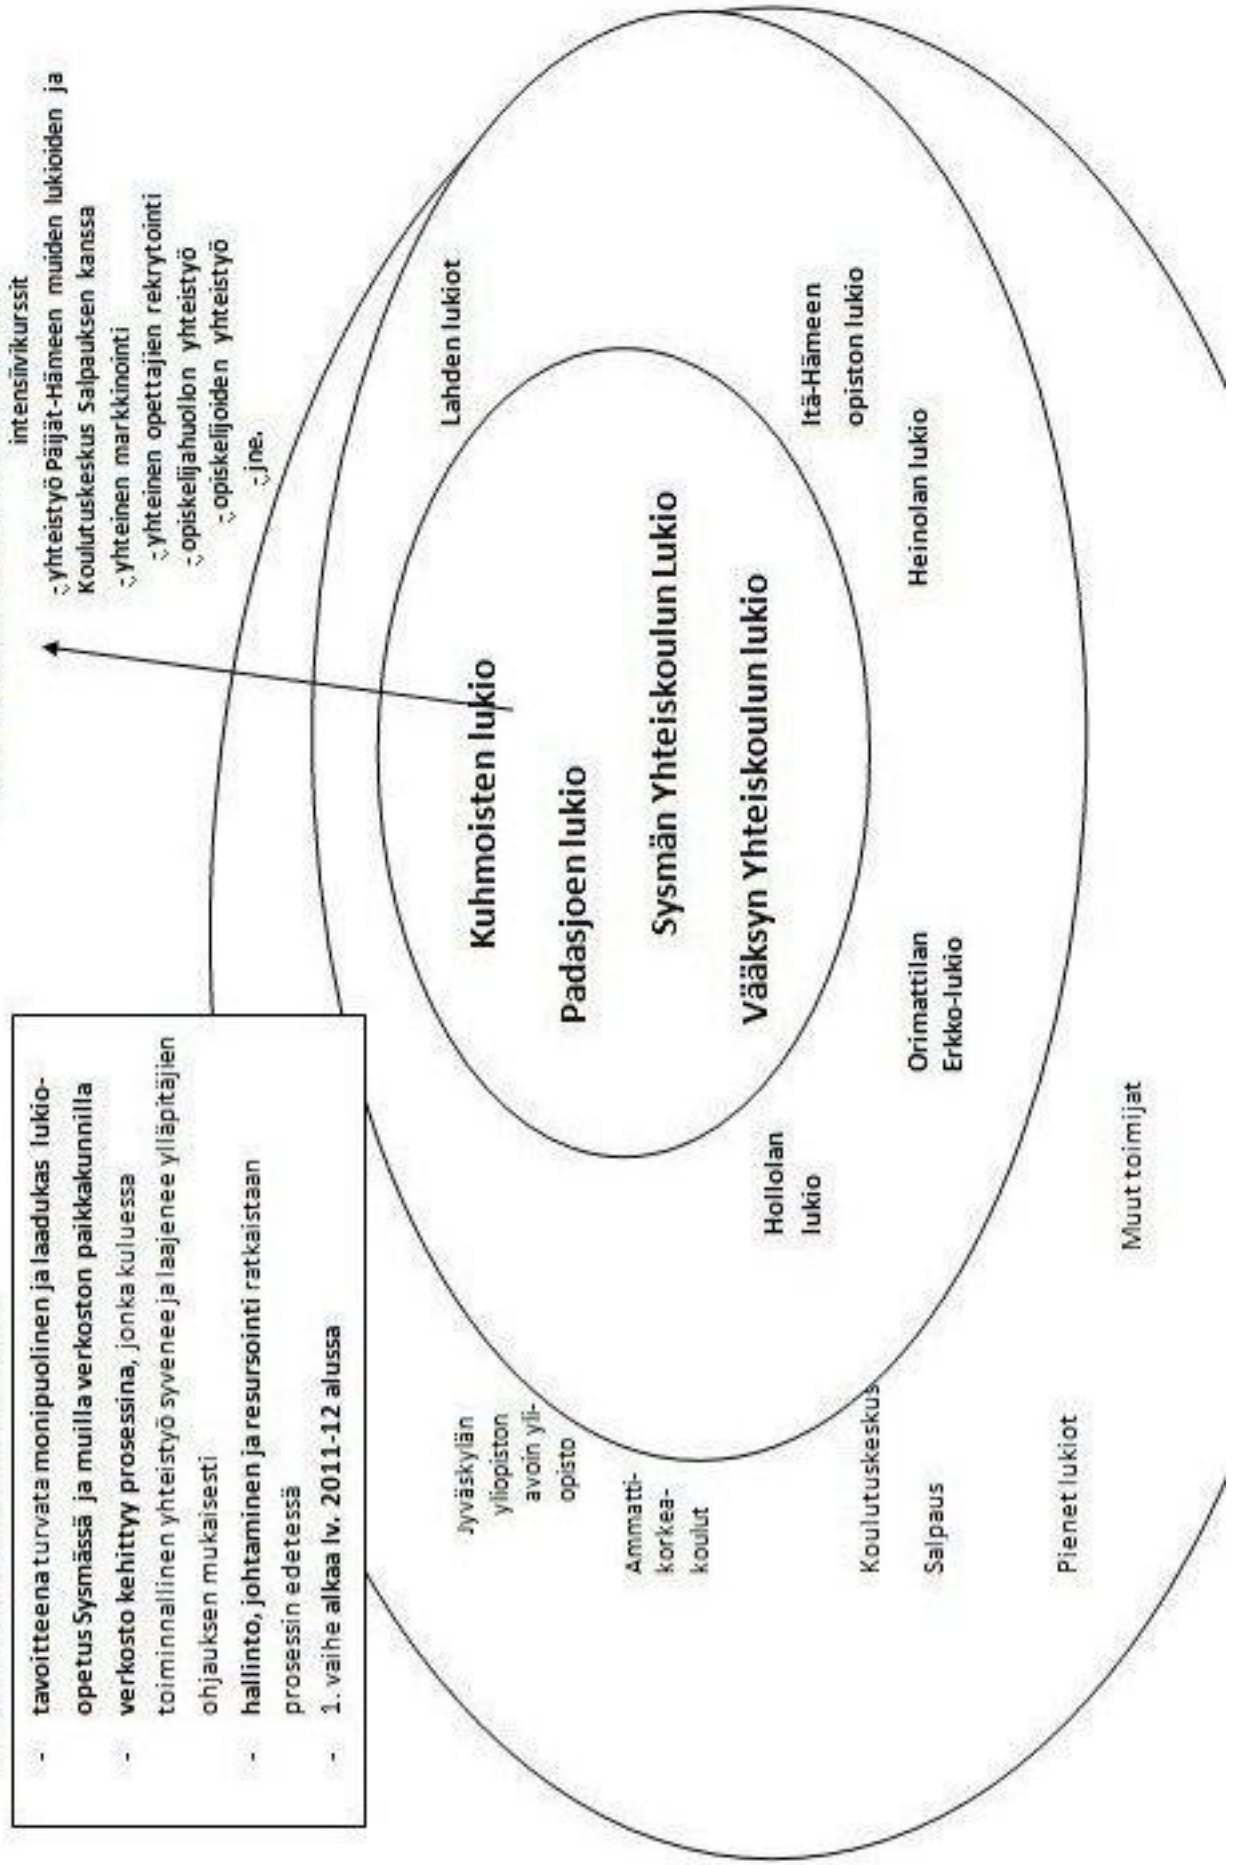 - tavoitteena turvata monipuolinen ja laadukas lukio-
opetus Sysmässä ja muilla verkoston paikkakunnilla
- verkosto kehittyy prosessina, jonka kuluessa
toiminnallinen yhteistyö syvenee ja laajenee ylläpitäjien
ohjauksen mukaisesti
- hallinto, johtaminen ja resursointi ratkaistaan
prosessin edetessä
- 1. vaihe alkaa lv. 2011-12 alussa
intensiivikurssit
- yhteistyö Päijät-Hämeen muiden lukioiden ja
Koulutuskeskus Salpauksen kanssa
- yhteinen markkinointi
- yhteinen opettajien rekrytointi
- opiskelijahuollon yhteistyö
- opiskelijoiden yhteistyö
- jne.
Kuhmoisten lukio
Padasjoen lukio
Sysmän Yhteiskoulun Lukio
Vääksyn Yhteiskoulun lukio
Lahden lukiot
Itä-Hämeen
opiston lukio
Heinolan lukio
Orimattilan
Erkko-lukio
Hollolan
lukio
Jyväskylän
yliopiston
avoin yli-
opisto
Ammatti-
korkea-
koulut
Koulutuskeskus
Salpaus
Pienet lukiot
Muut toimijat